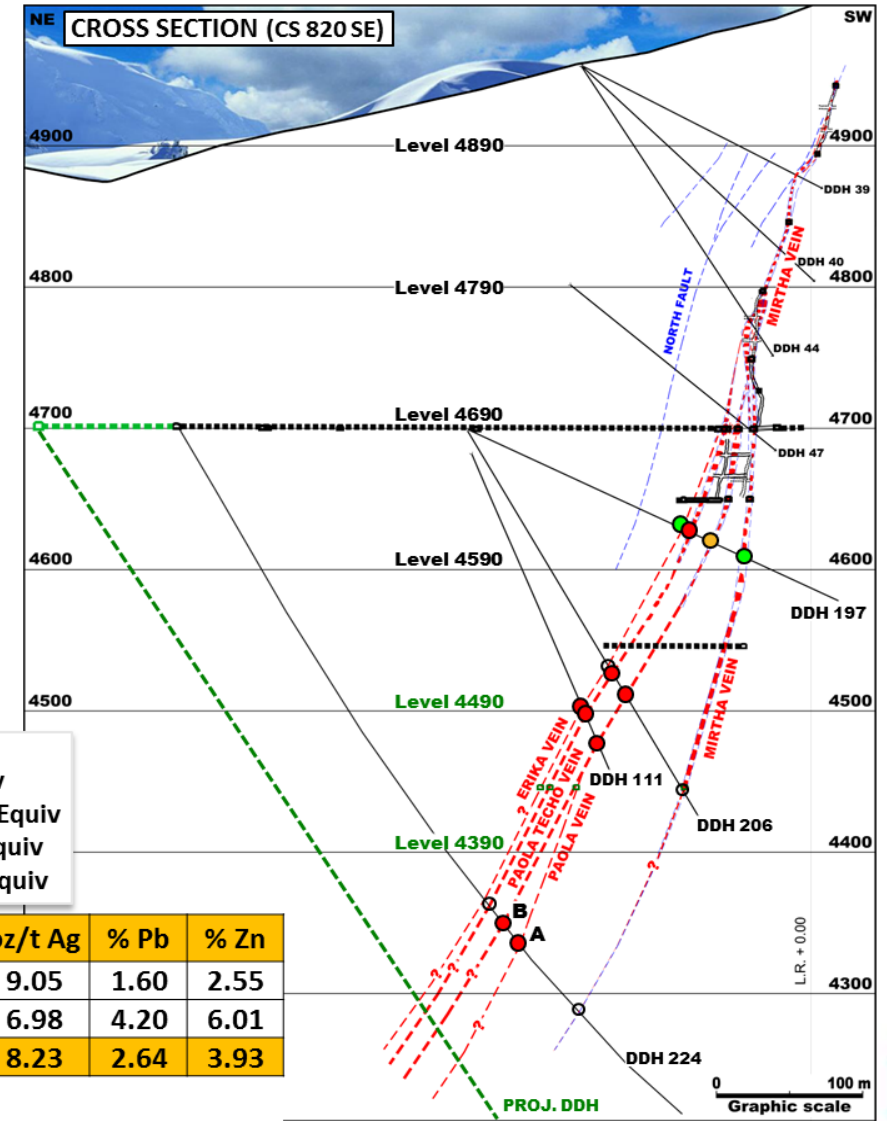 NE
CROSS SECTION (CS 820 SE)
SW
4900
Level 4890
4900
DDH 39
MIRTHA VEIN
DDH 40
4800
Level 4790
4800
NORTH FAULT
DDH 44
4700
Level 4690
4700
DDH 47
4600
Level 4590
4600
DDH 197
4500
Level 4490
4500
MIRTHA VEIN
ERIKA VEIN
DDH 111
?
PAOLA TECHO VEIN
PAOLA VEIN
DDH 206
Equiv
quiv
quiv
4400
Level 4390
4400
?
B
A
oz/t Ag % Pb % Zn
9.05 1.60 2.55
6.98 4.20 6.01
8.23 2.64 3.93
L.R. + 0.00
? ? ?
?
4300
4300
DDH 224
PROJ. DDH
0 100 m
Graphic scale